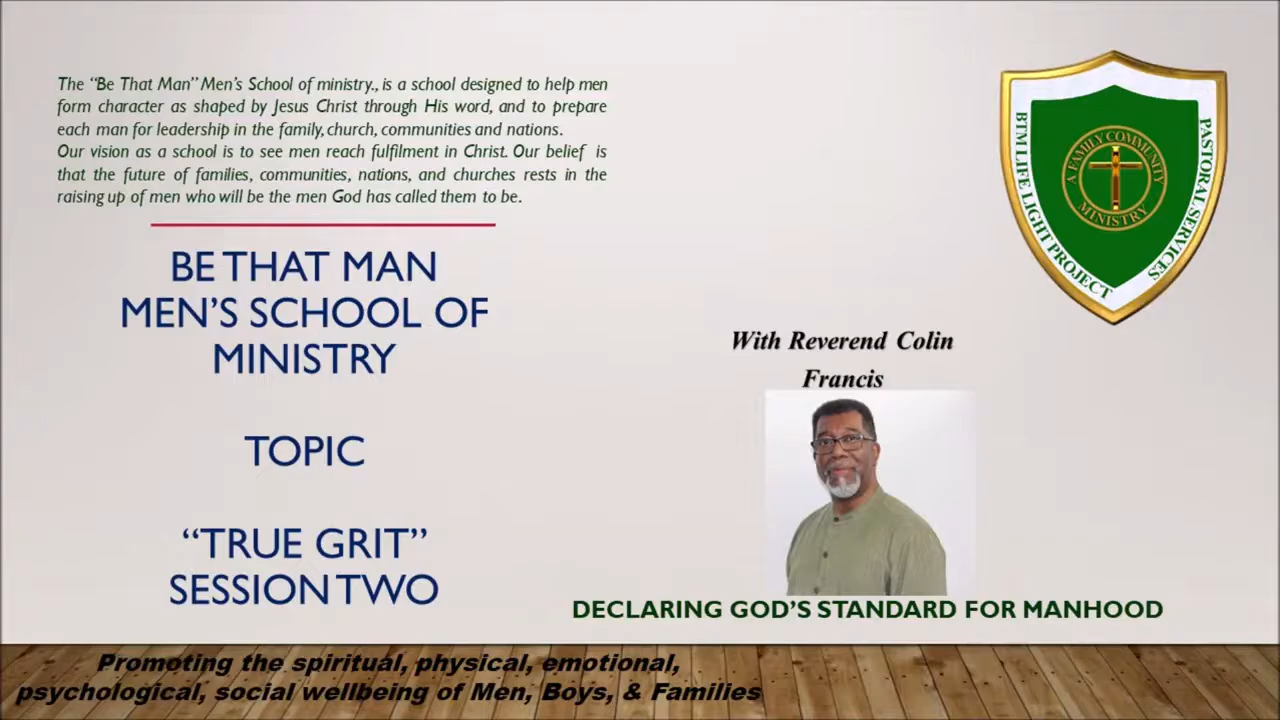 The “Be That Man” Men’s School of ministry., is a school designed to help men
form character as shaped by Jesus Christ through His word, and to prepare
each man for leadership in the family, church, communities and nations.
Our vision as a school is to see men reach fulfilment in Christ. Our belief is
that the future of families, communities, nations, and churches rests in the
raising up of men who will be the men God has called them to be.
BE THAT MAN
MEN’S SCHOOL OF
MINISTRY
TOPIC
“TRUE GRIT”
SESSION TWO
BTM LIFE LIGHT PROJECT
PASTORAL SERVICES
A FAMILY COMMUNITY
MINISTRY
With Reverend Colin
Francis
DECLARING GOD’S STANDARD FOR MANHOOD
Promoting the spiritual, physical, emotional,
psychological, social wellbeing of Men, Boys, & Families